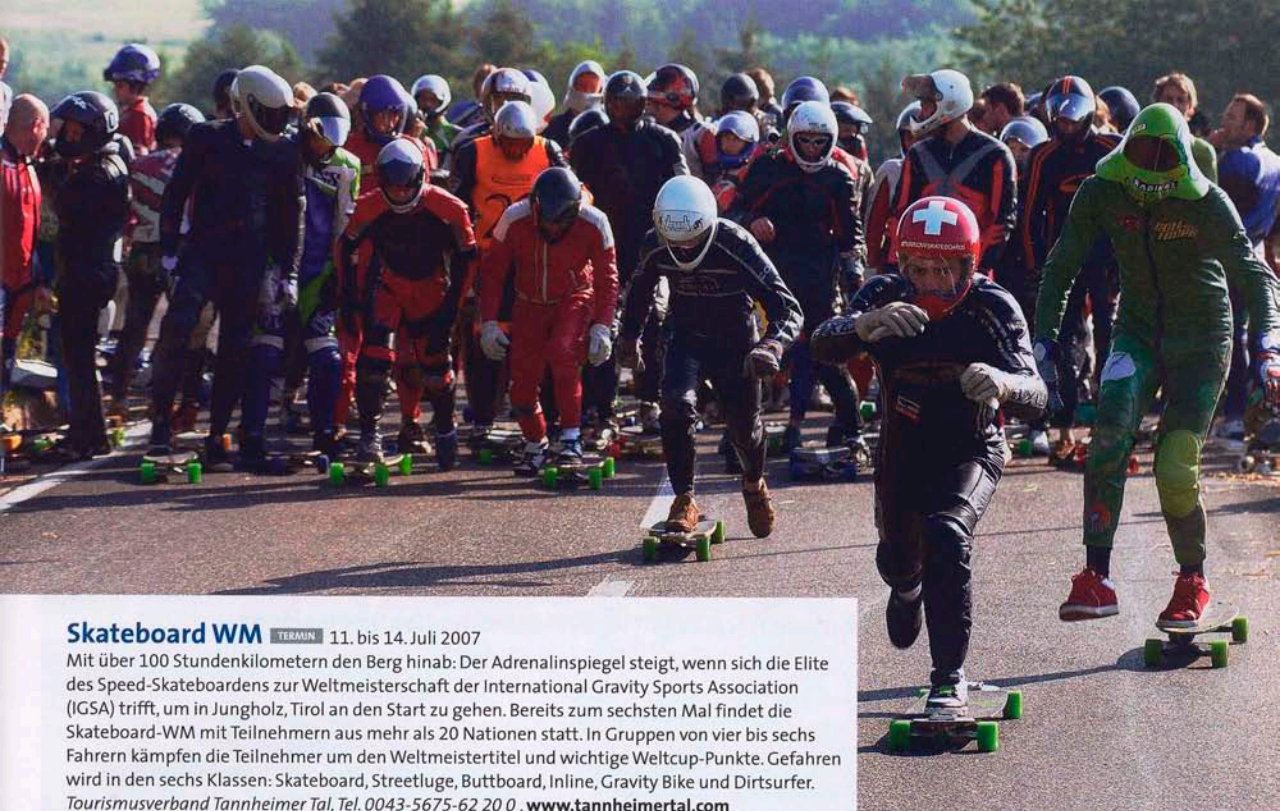 Skateboard WM TERMIN 11. bis 14. Juli 2007
Mit über 100 Stundenkilometern den Berg hinab: Der Adrenalinspiegel steigt, wenn sich die Elite
des Speed-Skateboardens zur Weltmeisterschaft der International Gravity Sports Association
(IGSA) trifft, um in Jungholz, Tirol an den Start zu gehen. Bereits zum sechsten Mal findet die
Skateboard-WM mit Teilnehmern aus mehr als 20 Nationen statt. In Gruppen von vier bis sechs
Fahrern kämpfen die Teilnehmer um den Weltmeistertitel und wichtige Weltcup-Punkte. Gefahren
wird in den sechs Klassen: Skateboard, Streetluge, Buttboard, Inline, Gravity Bike und Dirtsurfer.
Tourismusverband Tannheimer Tal, Tel. 0043-5675-62 20 0, www.tannheimertal.com